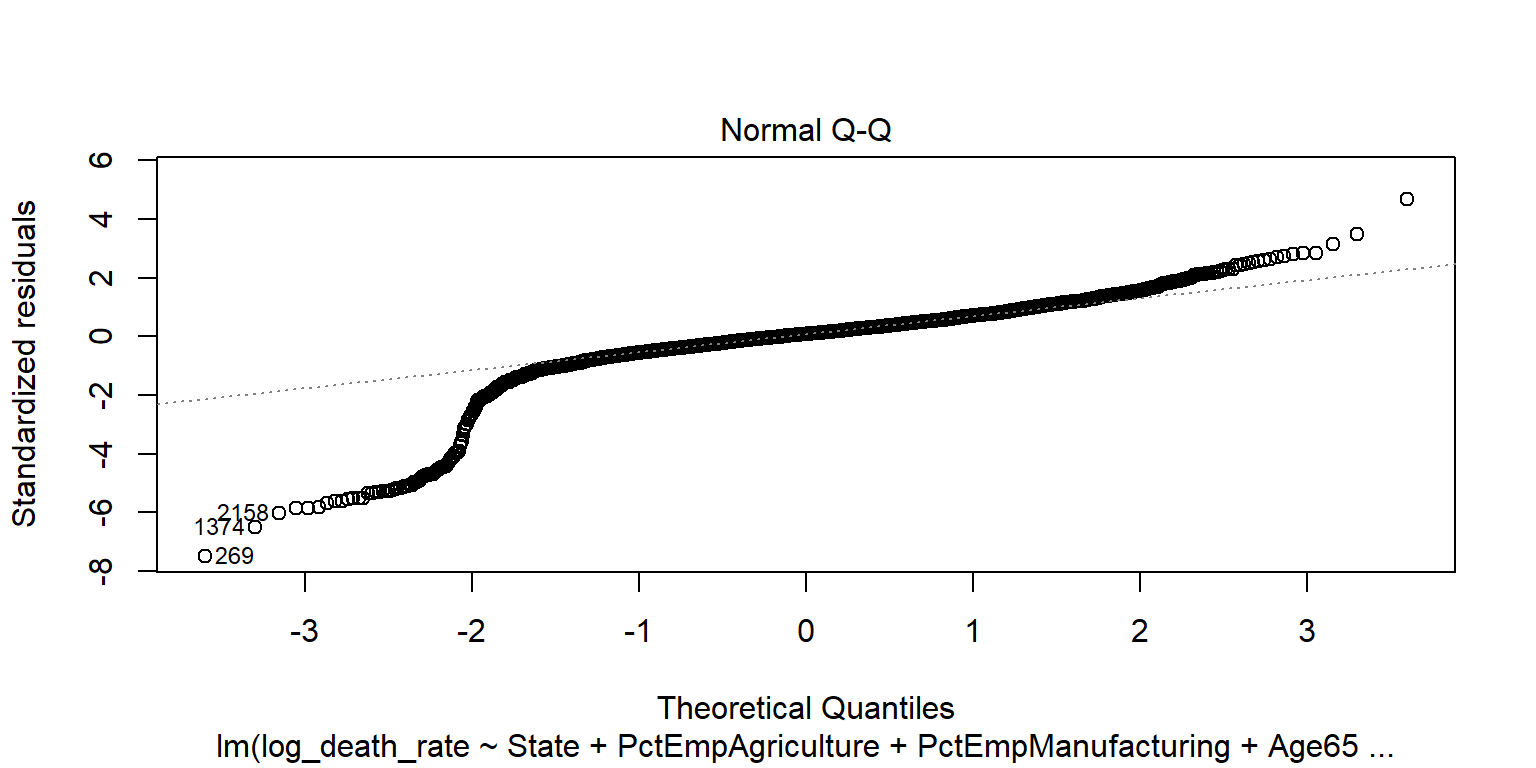 Normal Q-Q
Standardized residuals
6
4
2
0
-2
-4
-6
-8
2158
1374
269
-3 -2 -1 0 1 2 3
Theoretical Quantiles
lm(log_death_rate ~ State + PctEmpAgriculture + PctEmpManufacturing + Age65 ...